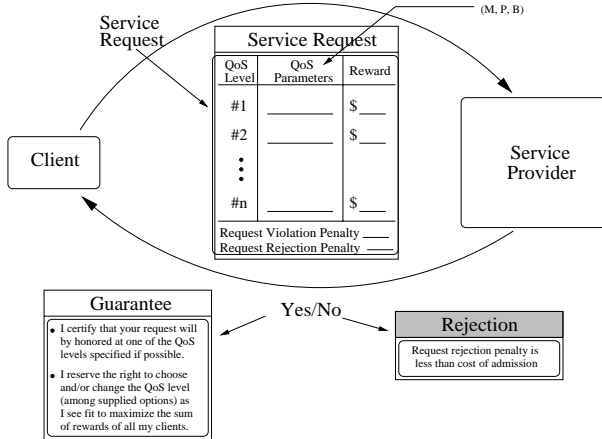 (M, P, B)
Service
Request
Service Request
QoS
Level
QoS
Parameters
Reward
#1
$
#2
$
#n
$
Request Violation Penalty
Request Rejection Penalty
Client
Service
Provider
Yes/No
Guarantee
• I certify that your request will
by honored at one of the QoS
levels specified if possible.
• I reserve the right to choose
and/or change the QoS level
(among supplied options) as
I see fit to maximize the sum
of rewards of all my clients.
Rejection
Request rejection penalty is
less than cost of admission